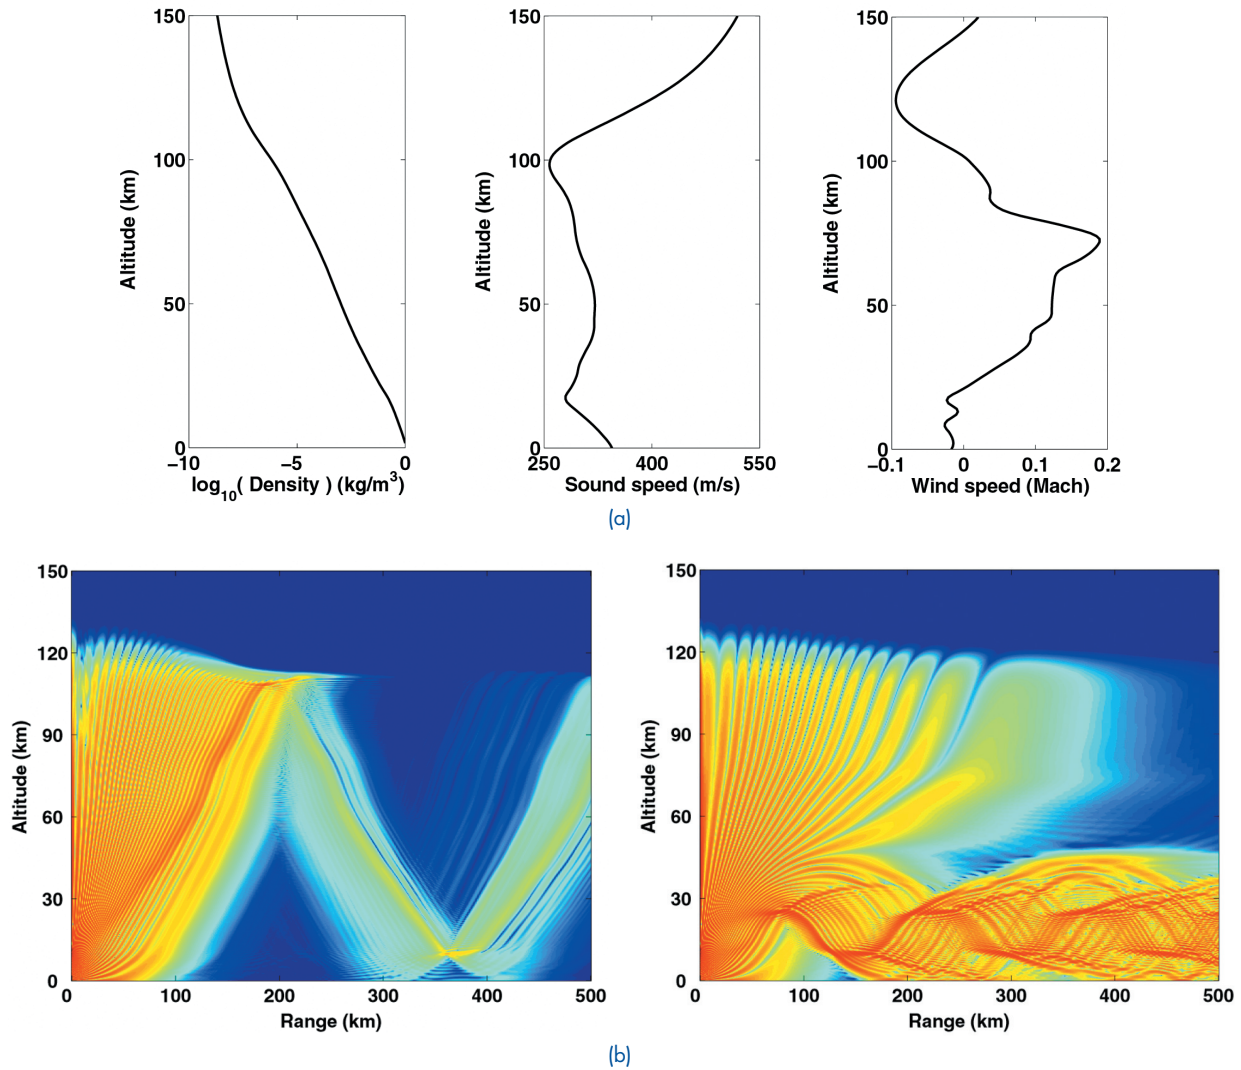 150
100
50
0
Altitude (km)
−10 −5 0
log10( Density ) (kg/m3)
150
100
50
0
Altitude (km)
250 400 550
Sound speed (m/s)
150
100
50
0
Altitude (km)
−0.1 0 0.1 0.2
Wind speed (Mach)
(a)
150
120
90
60
30
0
Altitude (km)
0 100 200 300 400 500
Range (km)
150
120
90
60
30
0
Altitude (km)
0 100 200 300 400 500
Range (km)
(b)